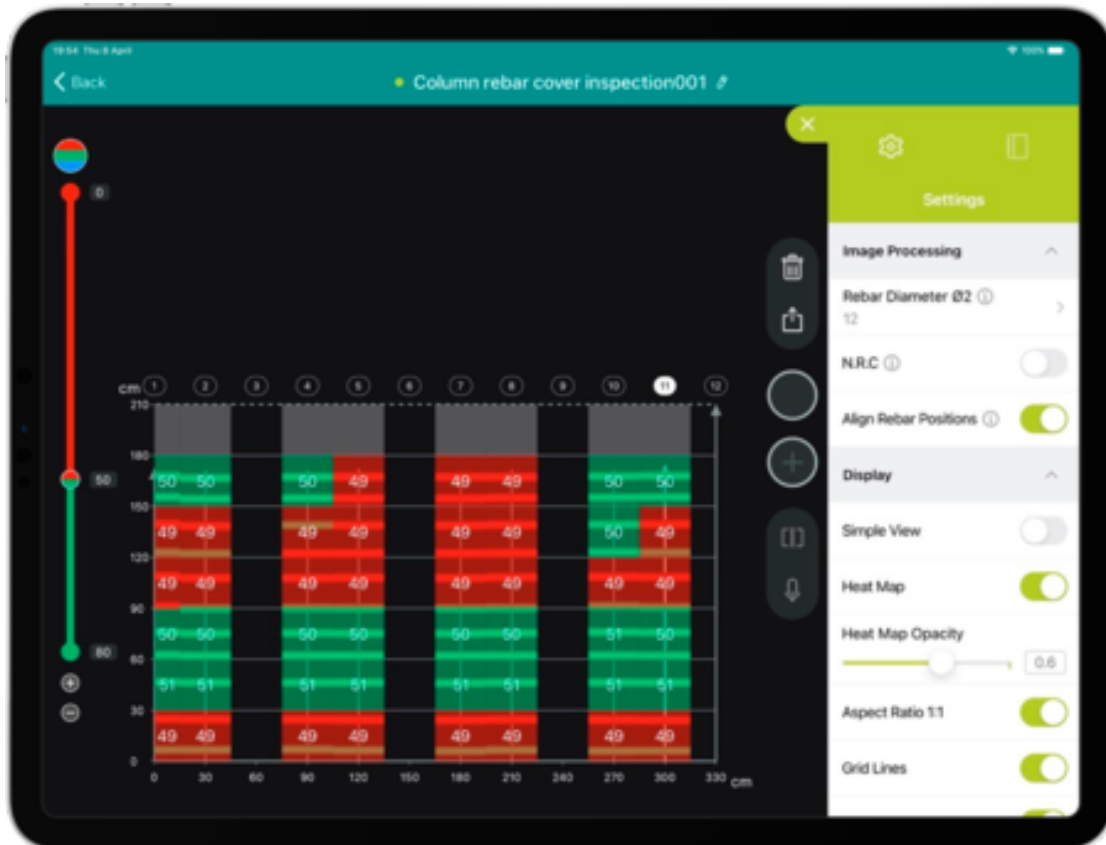 19:54 Thu 8 April
100%
Back
Column rebar cover inspection001
Settings
Image Processing
Rebar Diameter Ø2
12
N.R.C
Align Rebar Positions
Display
Simple View
Heat Map
Heat Map Opacity
0.6
Aspect Ratio 1:1
Grid Lines
0
50
80
cm 1 2 3 4 5 6 7 8 9 10 11 12
210
180
50 50 50 49 49 49 50 50
150
49 49 49 49 49 49 50 49
120
49 49 49 49 49 49 49 49
90
50 50 50 50 50 50 51 50
60
51 51 51 51 51 51 51 51
30
49 49 49 49 49 49 49 49
0
0 30 60 90 120 150 180 210 240 270 300 330 cm